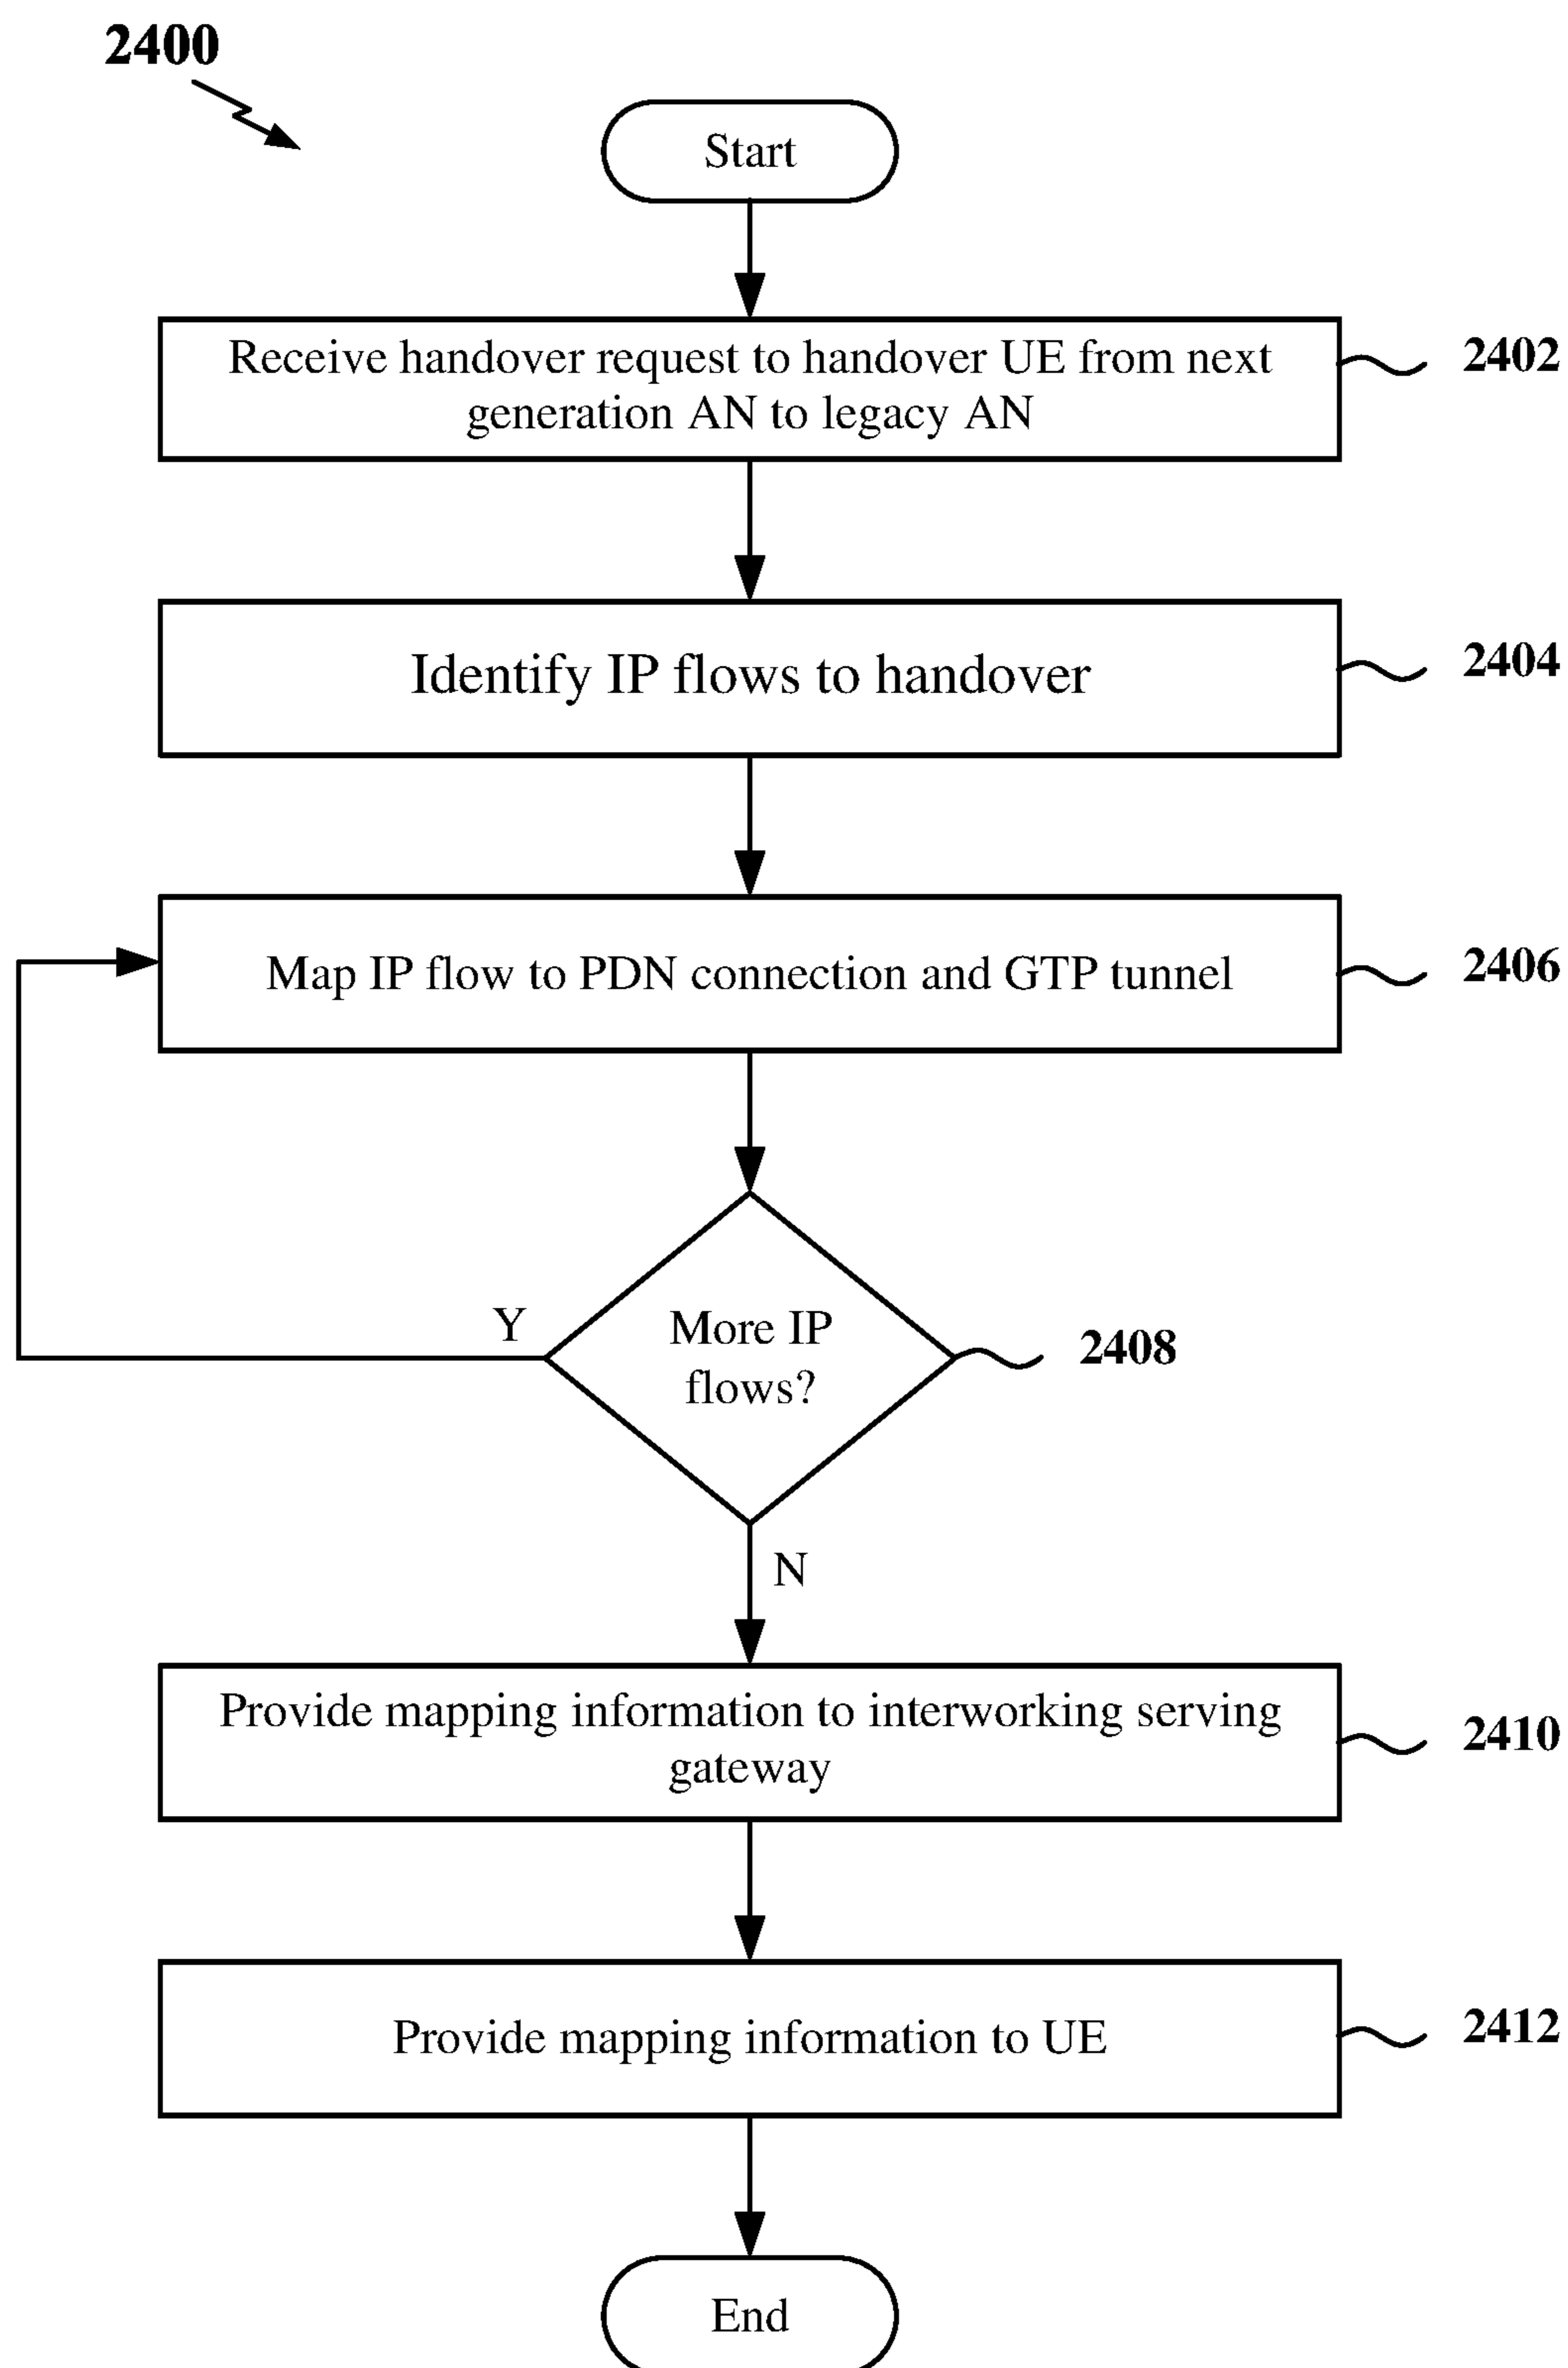 2400
Start
Receive handover request to handover UE from next
generation AN to legacy AN
2402
Identify IP flows to handover
2404
Map IP flow to PDN connection and GTP tunnel
2406
Y
More IP
flows?
2408
N
Provide mapping information to interworking serving
gateway
2410
Provide mapping information to UE
2412
End